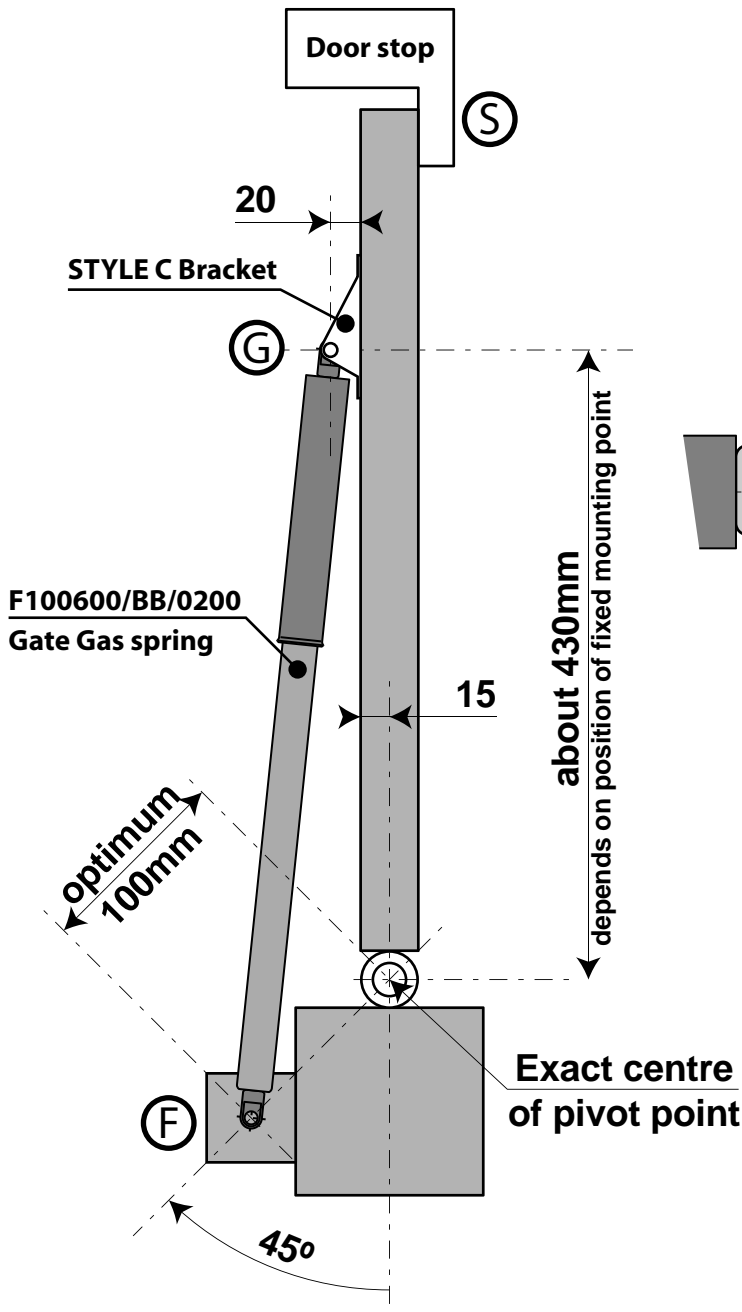 Door stop
S
20
STYLE C Bracket
G
about 430mm
depends on position of fixed mounting point
F100600/BB/0200
Gate Gas spring
15
optimum
100mm
Exact centre
of pivot point
F
45º